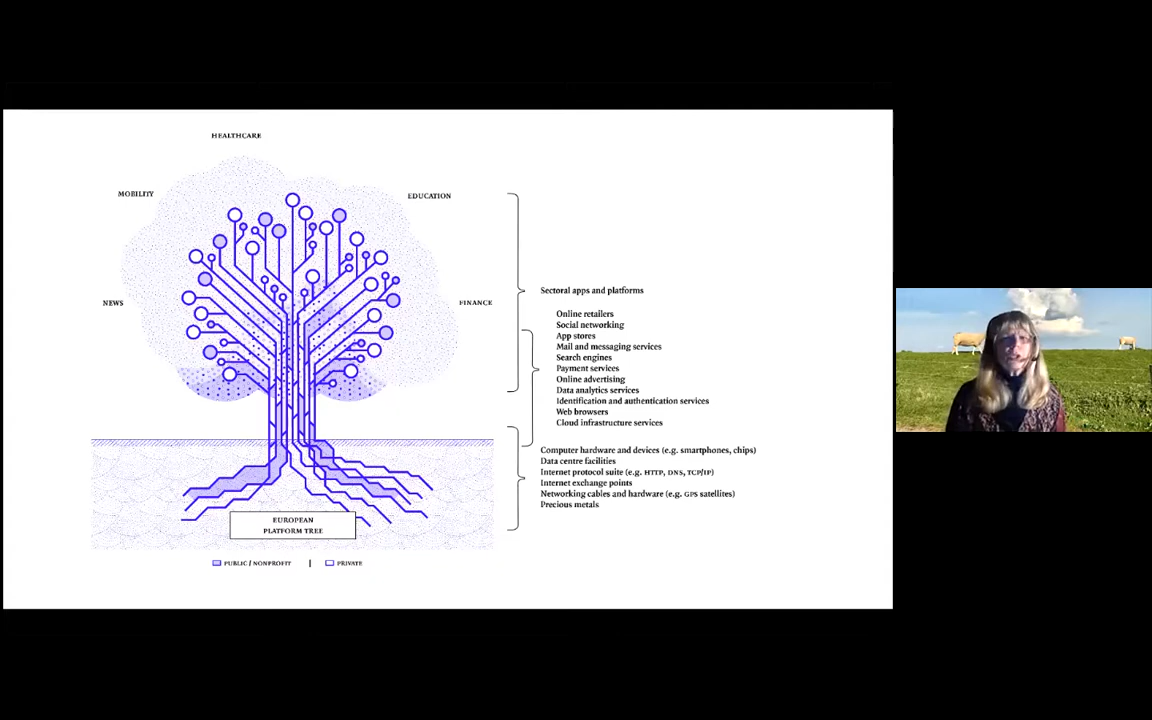 HEALTHCARE
MOBILITY
EDUCATION
NEWS
FINANCE
Sectoral apps and platforms
Online retailers
Social networking
App stores
Mail and messaging services
Search engines
Payment services
Online advertising
Data analytics services
Identification and authentication services
Web browsers
Cloud infrastructure services
Computer hardware and devices (e.g. smartphones, chips)
Data centre facilities
Internet protocol suite (e.g. HTTP, DNS, TCP/IP)
Internet exchange points
Networking cables and hardware (e.g. GPS satellites)
Precious metals
EUROPEAN
PLATFORM TREE
PUBLIC / NONPROFIT | PRIVATE